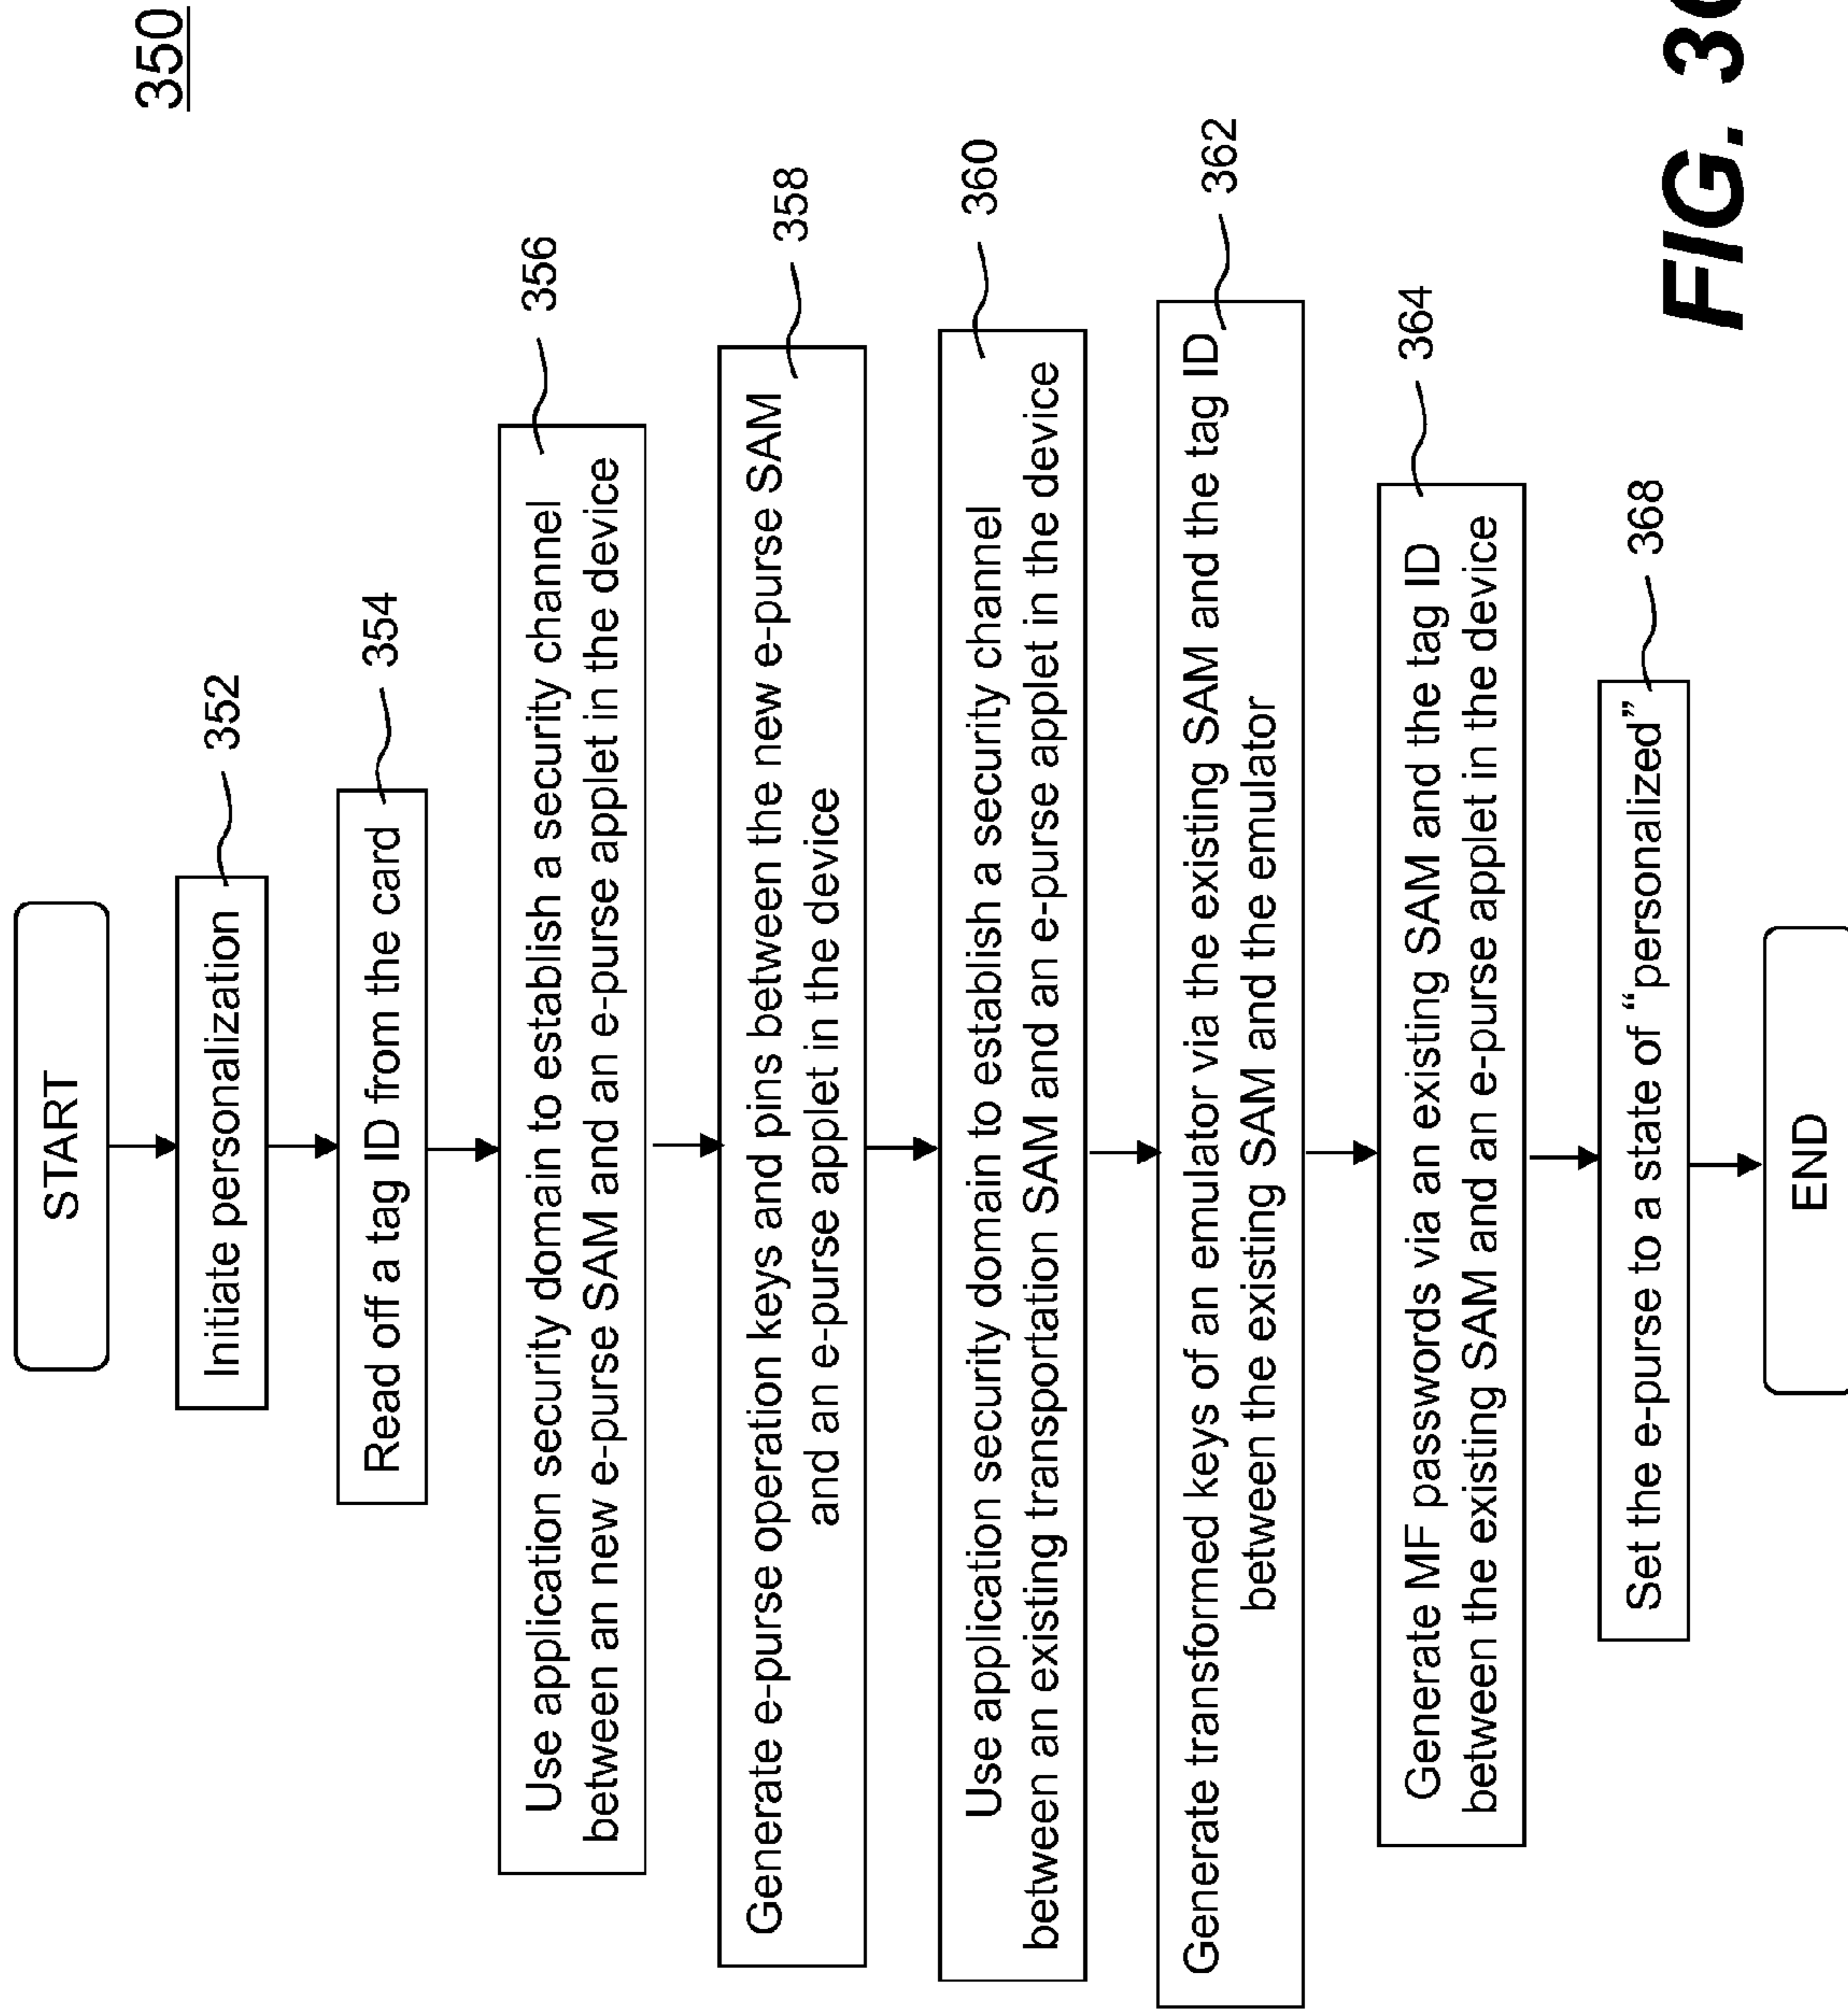 350
START
Initiate personalization
352
Read off a tag ID from the card
354
Use application security domain to establish a security channel
between an new e-purse SAM and an e-purse applet in the device
356
Generate e-purse operation keys and pins between the new e-purse SAM
and an e-purse applet in the device
358
Use application security domain to establish a security channel
between an existing transportation SAM and an e-purse applet in the device
360
Generate transformed keys of an emulator via the existing SAM and the tag ID
between the existing SAM and the emulator
362
Generate MF passwords via an existing SAM and the tag ID
between the existing SAM and an e-purse applet in the device
364
Set the e-purse to a state of “personalized”
368
END
FIG.